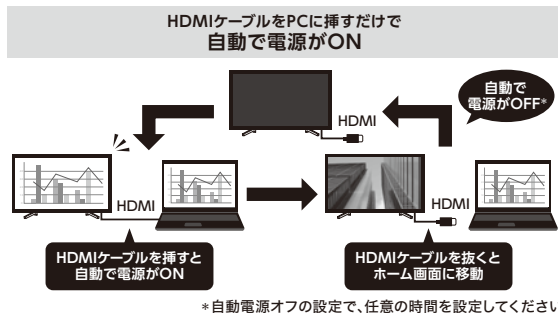 HDMIケーブルをPCに挿すだけで
自動で電源がON
自動で
電源がOFF*
HDMI
HDMI
HDMI
HDMIケーブルを挿すと
自動で電源がON
HDMIケーブルを抜くと
ホーム画面に移動
*自動電源オフの設定で、任意の時間を設定してください